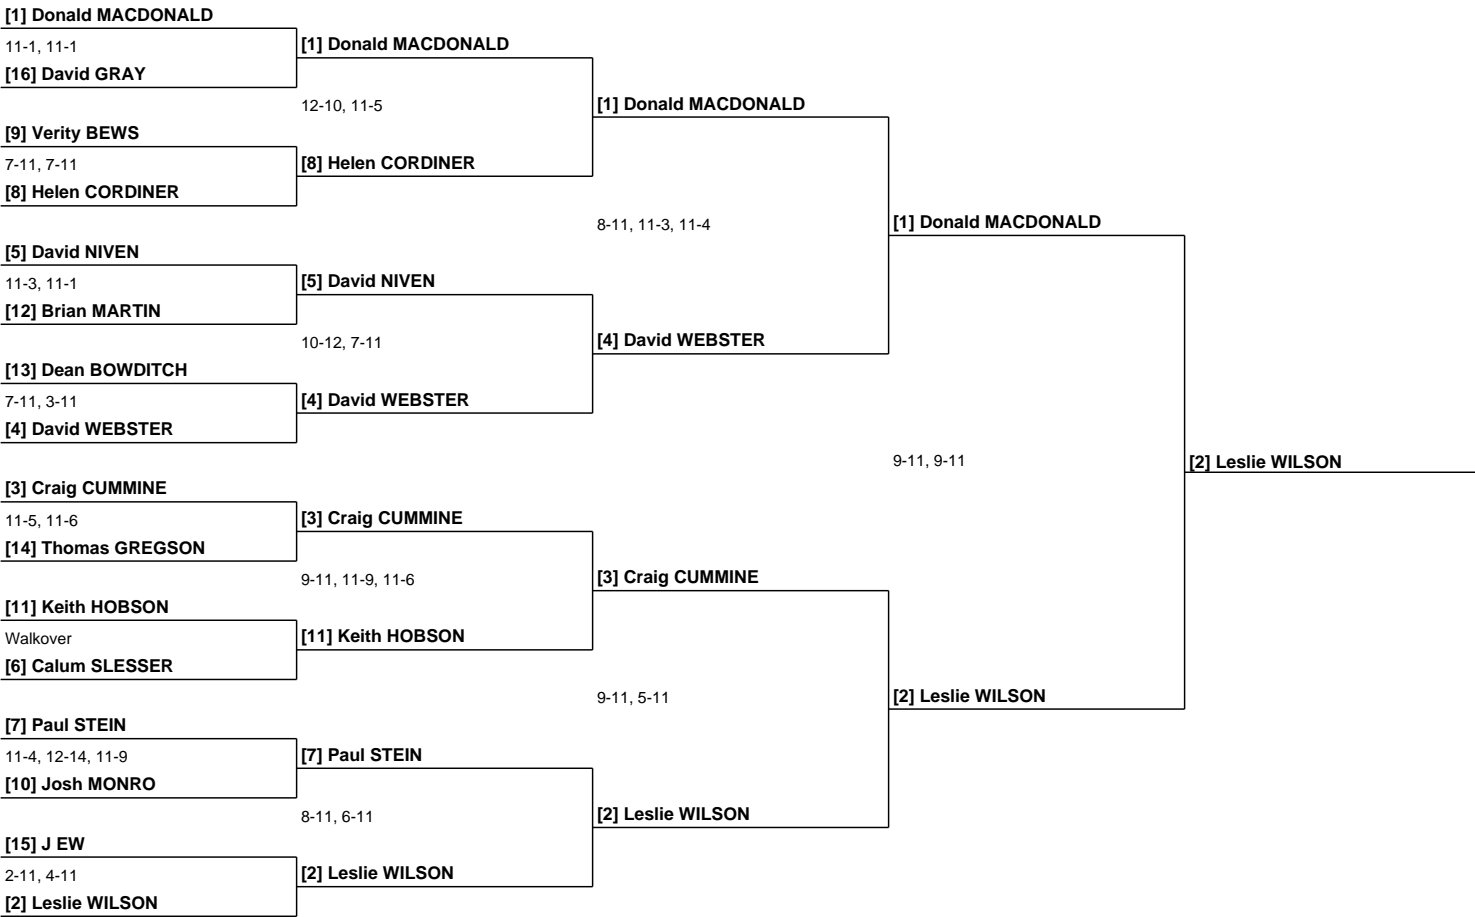 [1] Donald MACDONALD
11-1, 11-1
[16] David GRAY
[9] Verity BEWS
7-11, 7-11
[8] Helen CORDINER
[5] David NIVEN
11-3, 11-1
[12] Brian MARTIN
[13] Dean BOWDITCH
7-11, 3-11
[4] David WEBSTER
[3] Craig CUMMINE
11-5, 11-6
[14] Thomas GREGSON
[11] Keith HOBSON
Walkover
[6] Calum SLESSER
[7] Paul STEIN
11-4, 12-14, 11-9
[10] Josh MONRO
[15] J EW
2-11, 4-11
[2] Leslie WILSON
[1] Donald MACDONALD
12-10, 11-5
[8] Helen CORDINER
[5] David NIVEN
10-12, 7-11
[4] David WEBSTER
[3] Craig CUMMINE
9-11, 11-9, 11-6
[11] Keith HOBSON
[7] Paul STEIN
8-11, 6-11
[2] Leslie WILSON
[1] Donald MACDONALD
8-11, 11-3, 11-4
[4] David WEBSTER
[3] Craig CUMMINE
9-11, 5-11
[2] Leslie WILSON
[1] Donald MACDONALD
9-11, 9-11
[2] Leslie WILSON
[2] Leslie WILSON